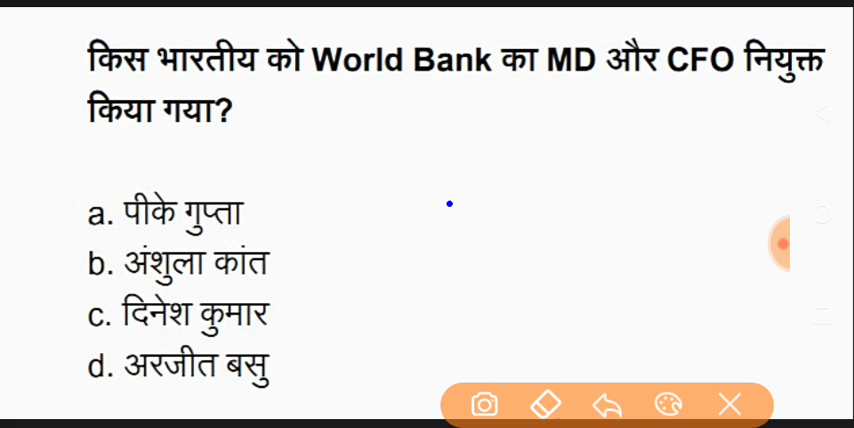 किस भारतीय को World Bank का MD और CFO नियुक्त
किया गया?
a. पीके गुप्ता
b. अंशुला कांत
c. दिनेश कुमार
d. अरजीत बसु